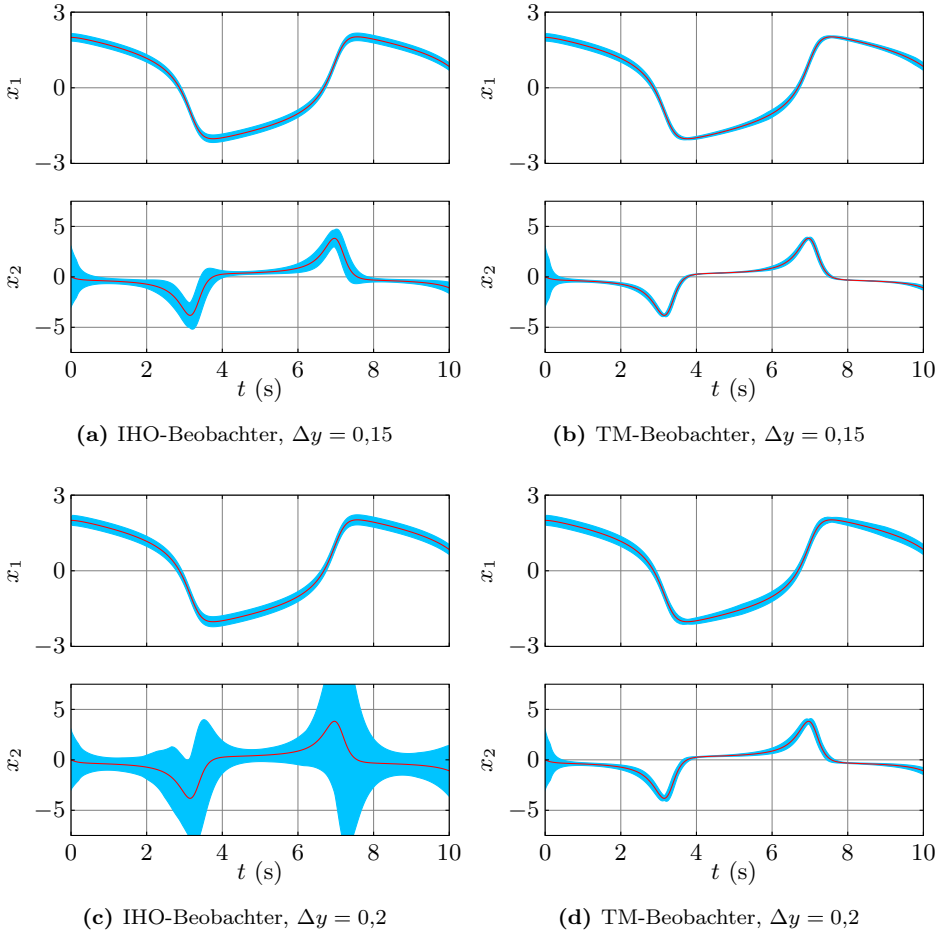 3
0
−3
x₁
3
0
−3
x₁
5
0
−5
x₂
0 2 4 6 8 10
t (s)
5
0
−5
x₂
0 2 4 6 8 10
t (s)
(a) IHO-Beobachter, Δy = 0,15
(b) TM-Beobachter, Δy = 0,15
3
0
−3
x₁
3
0
−3
x₁
5
0
−5
x₂
0 2 4 6 8 10
t (s)
5
0
−5
x₂
0 2 4 6 8 10
t (s)
(c) IHO-Beobachter, Δy = 0,2
(d) TM-Beobachter, Δy = 0,2